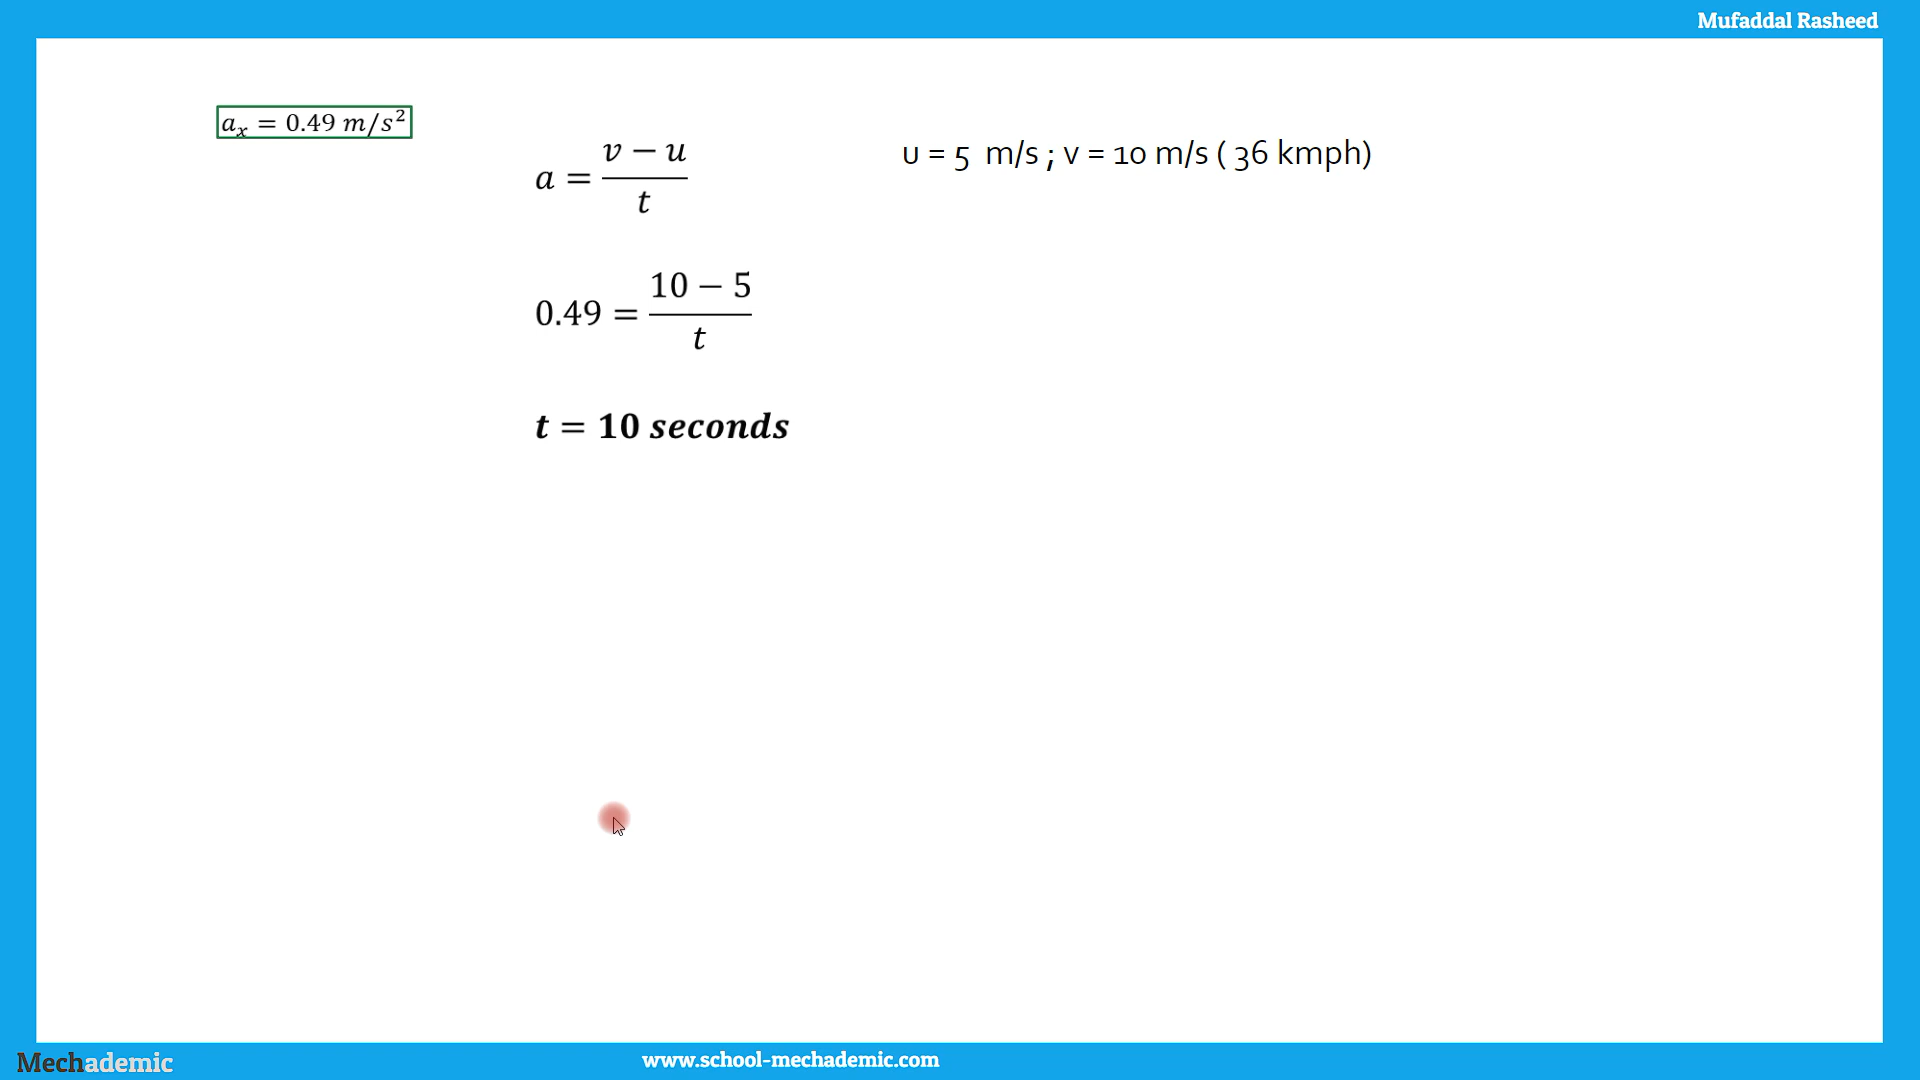 Mufaddal Rasheed
aₓ = 0.49 m/s²
a = (v − u)/t
u = 5 m/s ; v = 10 m/s ( 36 kmph)
0.49 = (10 − 5)/t
t = 10 seconds
Mechademic
www.school-mechademic.com